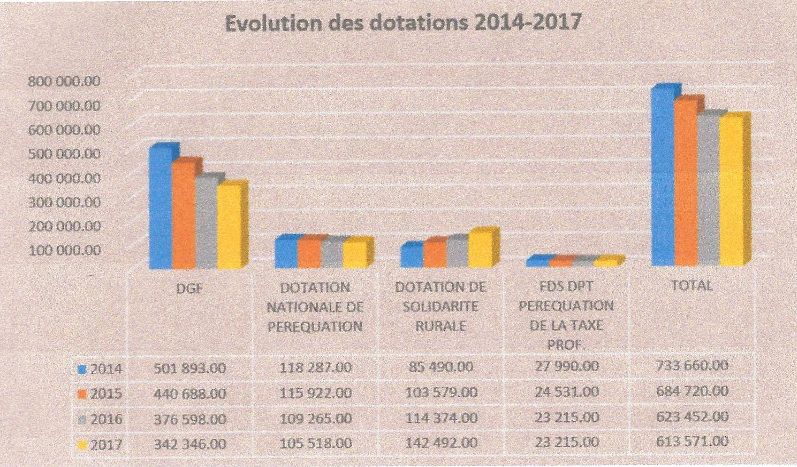 Evolution des dotations 2014-2017
800 000.00
700 000.00
600 000.00
500 000.00
400 000.00
300 000.00
200 000.00
100 000.00
-
DGF
DOTATION
NATIONALE DE
PEREQUATION
DOTATION DE
SOLIDARITE
RURALE
FDS DPT
PEREQUATION
DE LA TAXE
PROF.
TOTAL
2014 501 893.00 118 287.00 85 490.00 27 990.00 733 660.00
2015 440 688.00 115 922.00 103 579.00 24 531.00 684 720.00
2016 376 598.00 109 265.00 114 374.00 23 215.00 623 452.00
2017 342 346.00 105 518.00 142 492.00 23 215.00 613 571.00